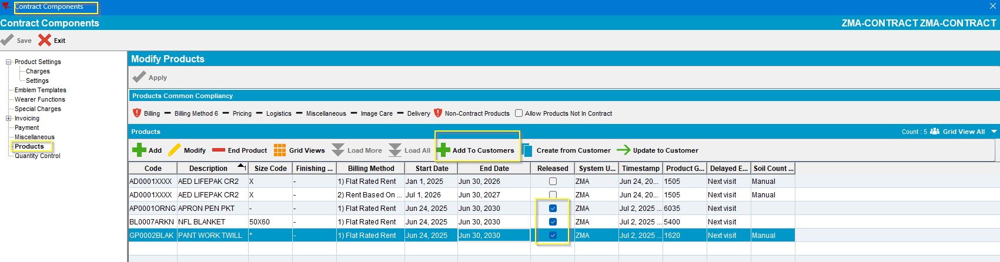 Contract Components
Contract Components ZMA-CONTRACT ZMA-CONTRACT
Save Exit
Product Settings
Charges
Settings
Emblem Templates
Wearer Functions
Special Charges
Invoicing
Payment
Miscellaneous
Products
Quantity Control
Modify Products
Apply
Products Common Compliancy
Billing Billing Method 6 Pricing Logistics Miscellaneous Image Care Delivery Non-Contract Products Allow Products Not In Contract
Products Count : 5 Grid View All
Add Modify End Product Grid Views Load More Load All Add To Customers Create from Customer Update to Customer
Code Description 1 Size Code Finishing ... Billing Method Start Date End Date Released System U... Timestamp Product G... Delayed E... Soil Count ...
AD0001XXXX AED LIFEPAK CR2 X - 1) Flat Rated Rent Jan 1, 2025 Jun 30, 2026 ZMA Jun 24, 20... 1505 Next visit Manual
AD0001XXXX AED LIFEPAK CR2 X - 2) Rent Based On ... Jul 1, 2026 Jun 30, 2027 ZMA Jun 24, 20... 1505 Next visit Manual
AP0001ORNG APRON PEN PKT - - 1) Flat Rated Rent Jun 24, 2025 Jun 30, 2030 ZMA Jul 2, 2025 ... 6035 Next visit
BL0007ARKN NFL BLANKET 50X60 - 1) Flat Rated Rent Jun 24, 2025 Jun 30, 2030 ZMA Jul 2, 2025 ... 5400 Next visit
GP0002BLAK PANT WORK TWILL * - 1) Flat Rated Rent Jun 24, 2025 Jun 30, 2030 ZMA Jul 2, 2025 ... 1620 Next visit Manual